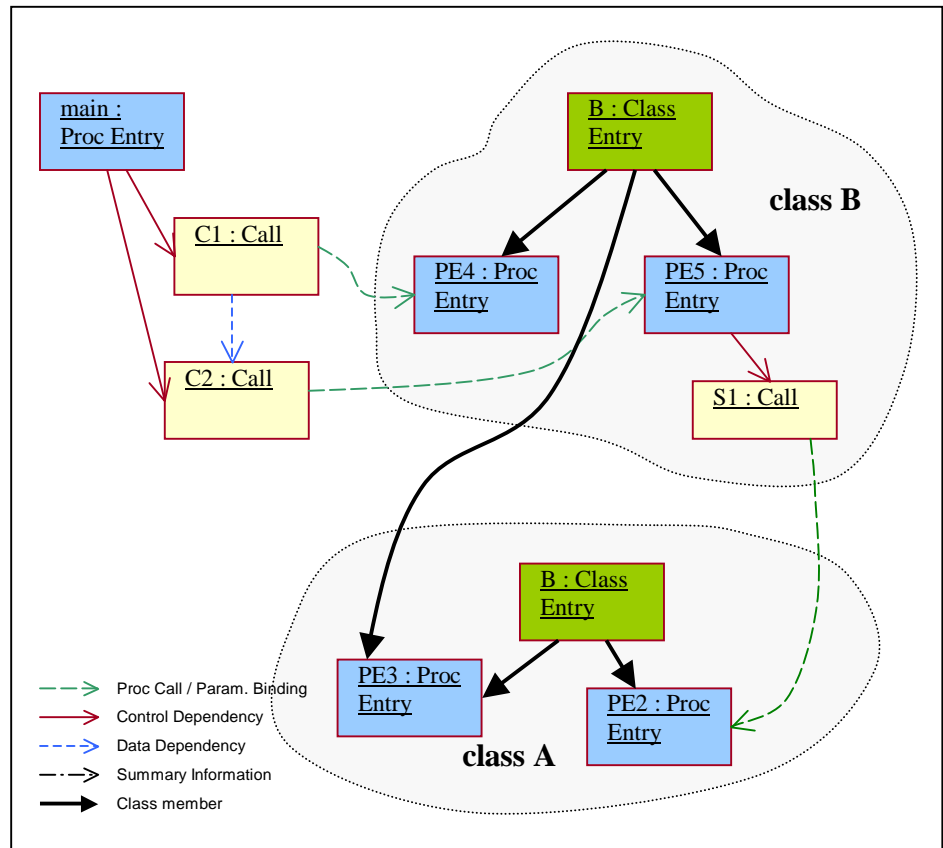 main :
Proc Entry
B : Class
Entry
class B
C1 : Call
PE4 : Proc
Entry
PE5 : Proc
Entry
C2 : Call
S1 : Call
B : Class
Entry
PE3 : Proc
Entry
PE2 : Proc
Entry
class A
Proc Call / Param. Binding
Control Dependency
Data Dependency
Summary Information
Class member